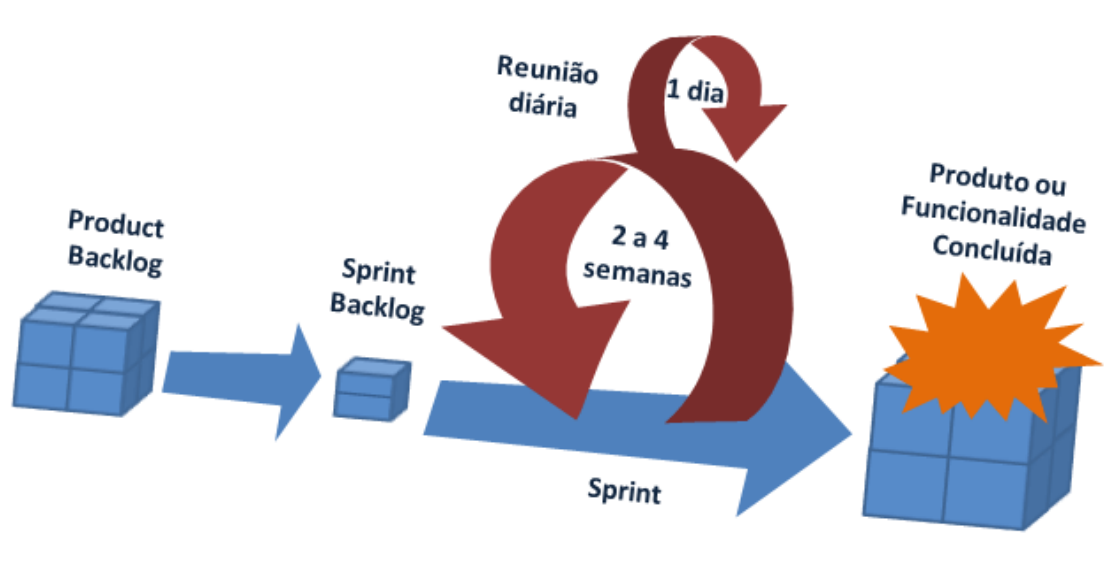 Product
Backlog
Sprint
Backlog
Reunião
diária
1 dia
2 a 4
semanas
Sprint
Produto ou
Funcionalidade
Concluída